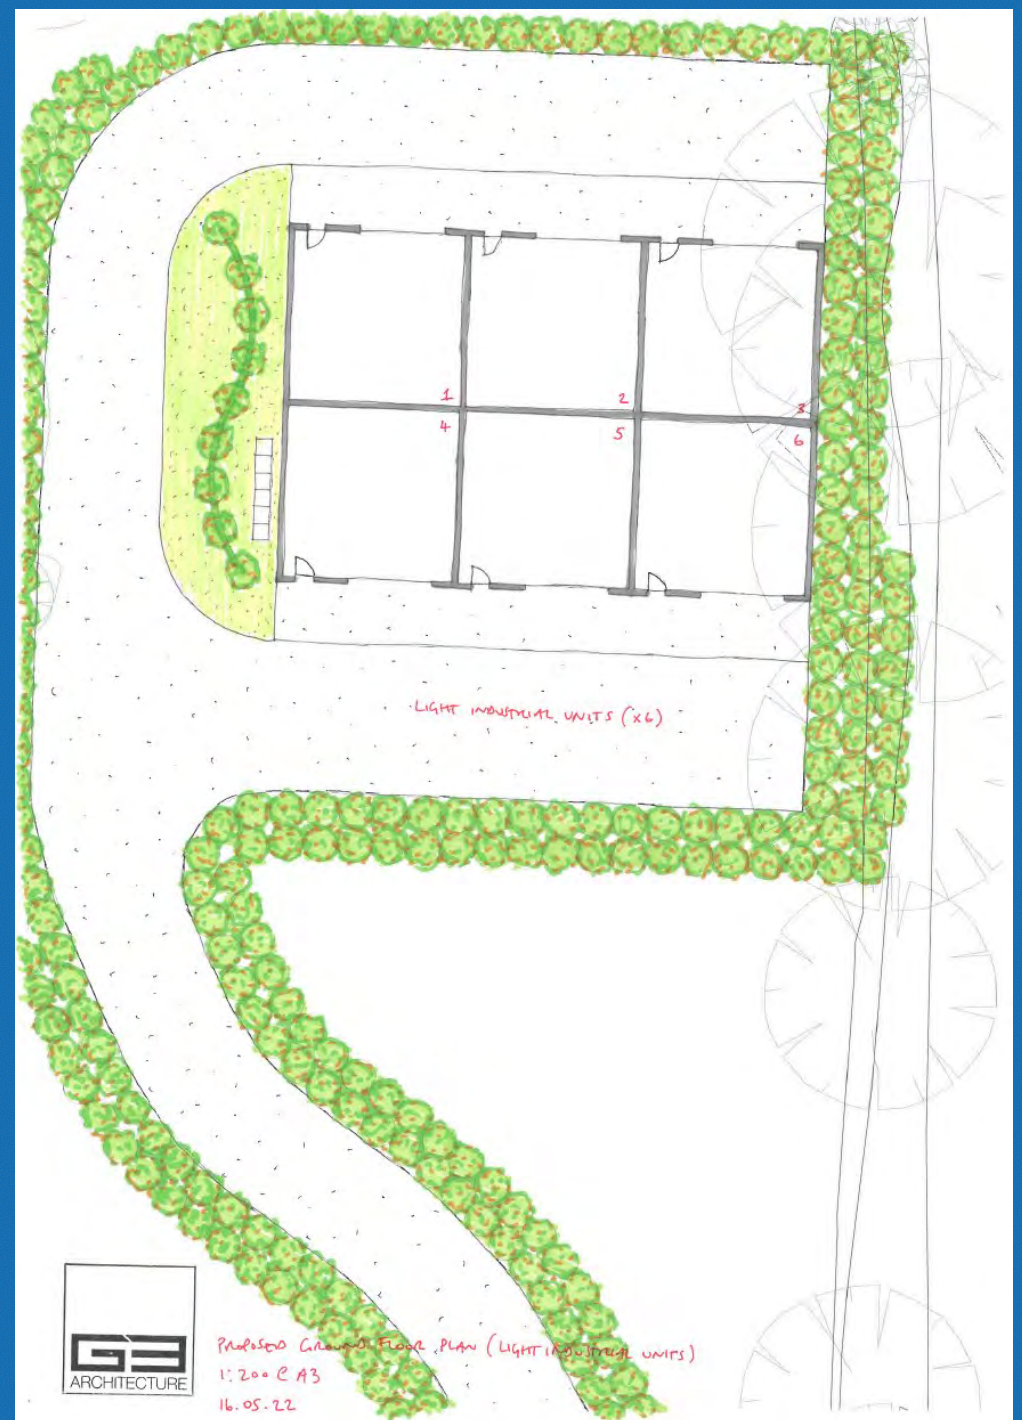 1
2
3
4
5
6
LIGHT INDUSTRIAL UNITS (x6)
G3
ARCHITECTURE
PROPOSED GROUND FLOOR PLAN (LIGHT INDUSTRIAL UNITS)
1:200 @ A3
16.05.22